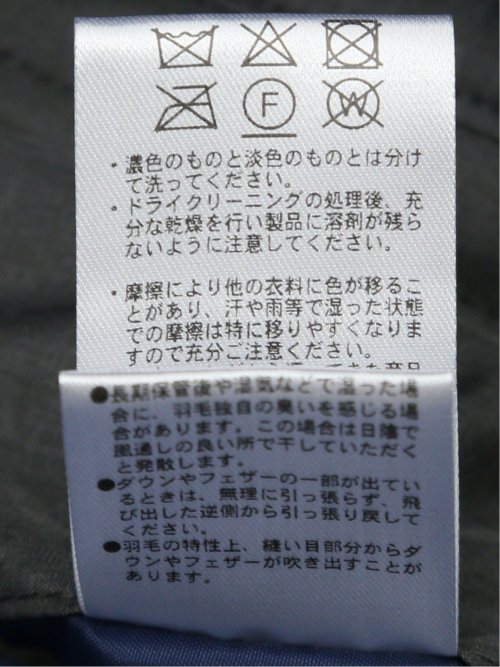 F W
・濃色のものと淡色のものとは分け
て洗ってください。
・ドライクリーニングの処理後、充
分な乾燥を行い製品に溶剤が残ら
ないように注意してください。
・摩擦により他の衣料に色が移るこ
とがあり、汗や雨等で湿った状態
での摩擦は特に移りやすくなりま
すので充分ご注意ください。
●長期保管後や湿気などで湿った場
合に、羽毛独自の臭いを感じる場
合があります。この場合は日陰で
風通しの良い所で干していただく
と発散します。
●ダウンやフェザーの一部が出てい
るときは、無理に引っ張らず、飛
び出した逆側から引っ張り戻して
ください。
●羽毛の特性上、縫い目部分からダ
ウンやフェザーが吹き出すことが
あります。